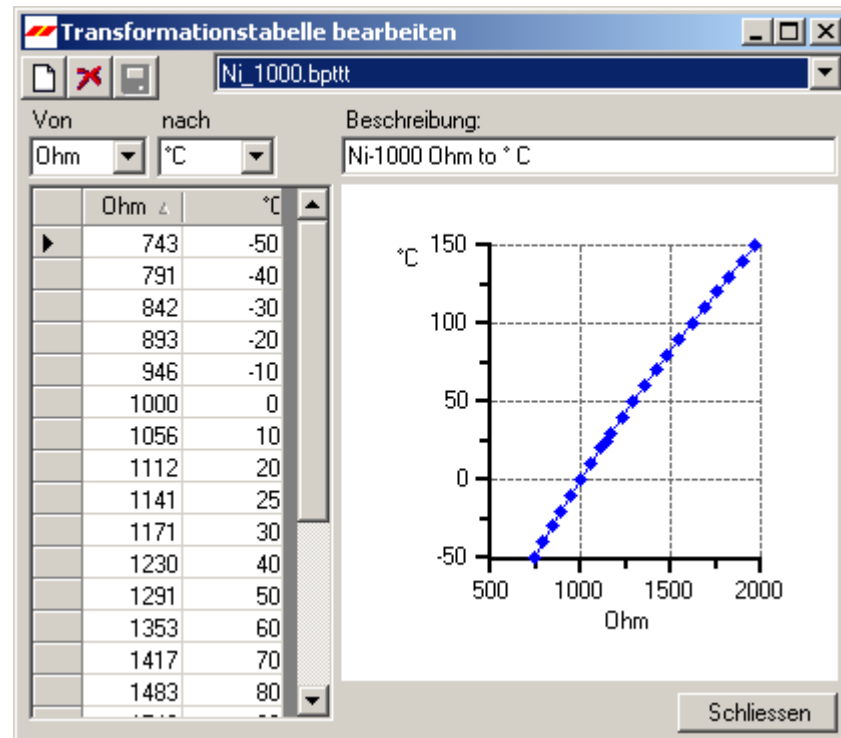 Transformationstabelle bearbeiten
Ni_1000.bpttt
Von nach Beschreibung:
Ohm °C Ni-1000 Ohm to ° C
Ohm °C
743 -50
791 -40
842 -30
893 -20
946 -10
1000 0
1056 10
1112 20
1141 25
1171 30
1230 40
1291 50
1353 60
1417 70
1483 80
°C
150
100
50
0
-50
500 1000 1500 2000
Ohm
Schliessen